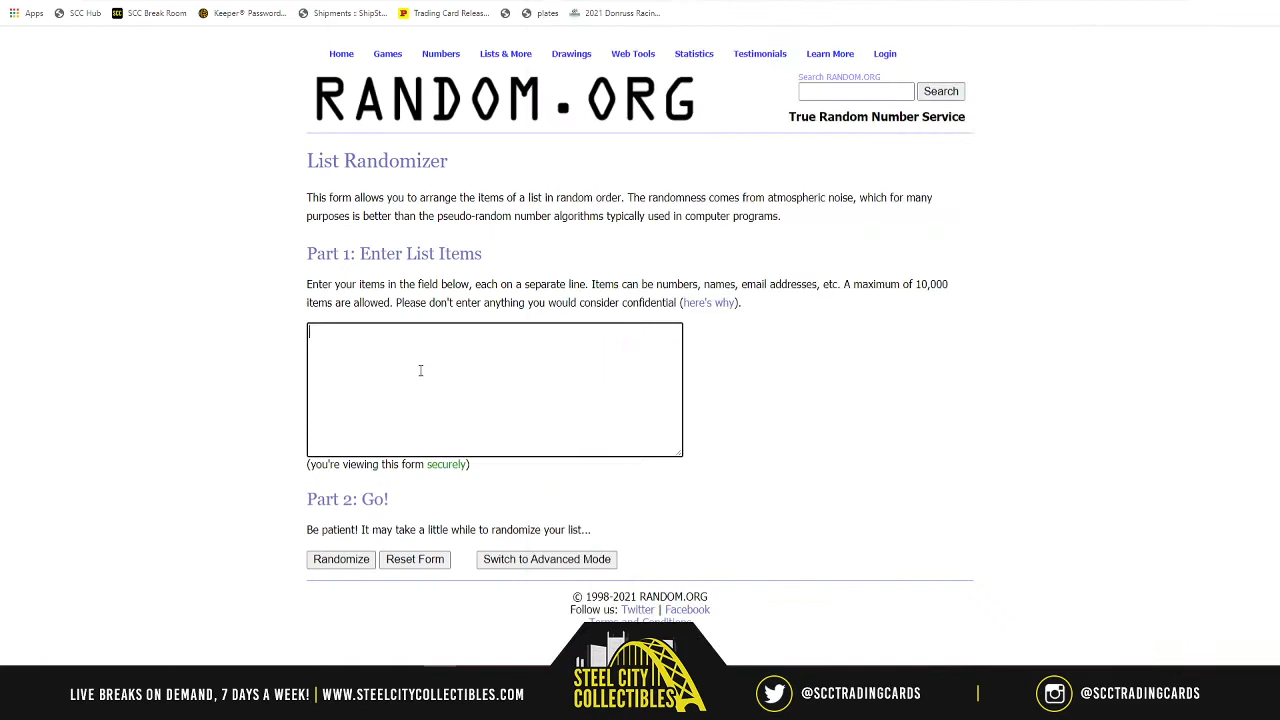 Apps SCC Hub SCC Break Room Keeper® Password... Shipments :: ShipSt... Trading Card Releas... plates 2021 Donruss Racin...
Home Games Numbers Lists & More Drawings Web Tools Statistics Testimonials Learn More Login
RANDOM.ORG
Search RANDOM.ORG
Search
True Random Number Service
List Randomizer
This form allows you to arrange the items of a list in random order. The randomness comes from atmospheric noise, which for many
purposes is better than the pseudo-random number algorithms typically used in computer programs.
Part 1: Enter List Items
Enter your items in the field below, each on a separate line. Items can be numbers, names, email addresses, etc. A maximum of 10,000
items are allowed. Please don't enter anything you would consider confidential (here's why).
(you're viewing this form securely)
Part 2: Go!
Be patient! It may take a little while to randomize your list...
Randomize Reset Form Switch to Advanced Mode
© 1998-2021 RANDOM.ORG
Follow us: Twitter | Facebook
Terms and Conditions
STEEL CITY
COLLECTIBLES
LIVE BREAKS ON DEMAND, 7 DAYS A WEEK! | WWW.STEELCITYCOLLECTIBLES.COM
@SCCTRADINGCARDS | @SCCTRADINGCARDS